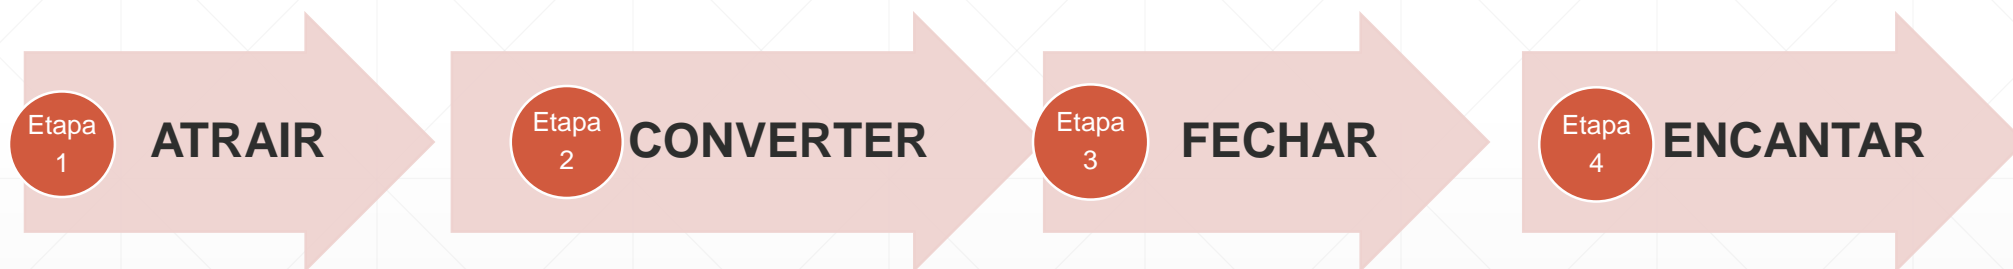 Etapa
1
ATRAIR
Etapa
2
CONVERTER
Etapa
3
FECHAR
Etapa
4
ENCANTAR